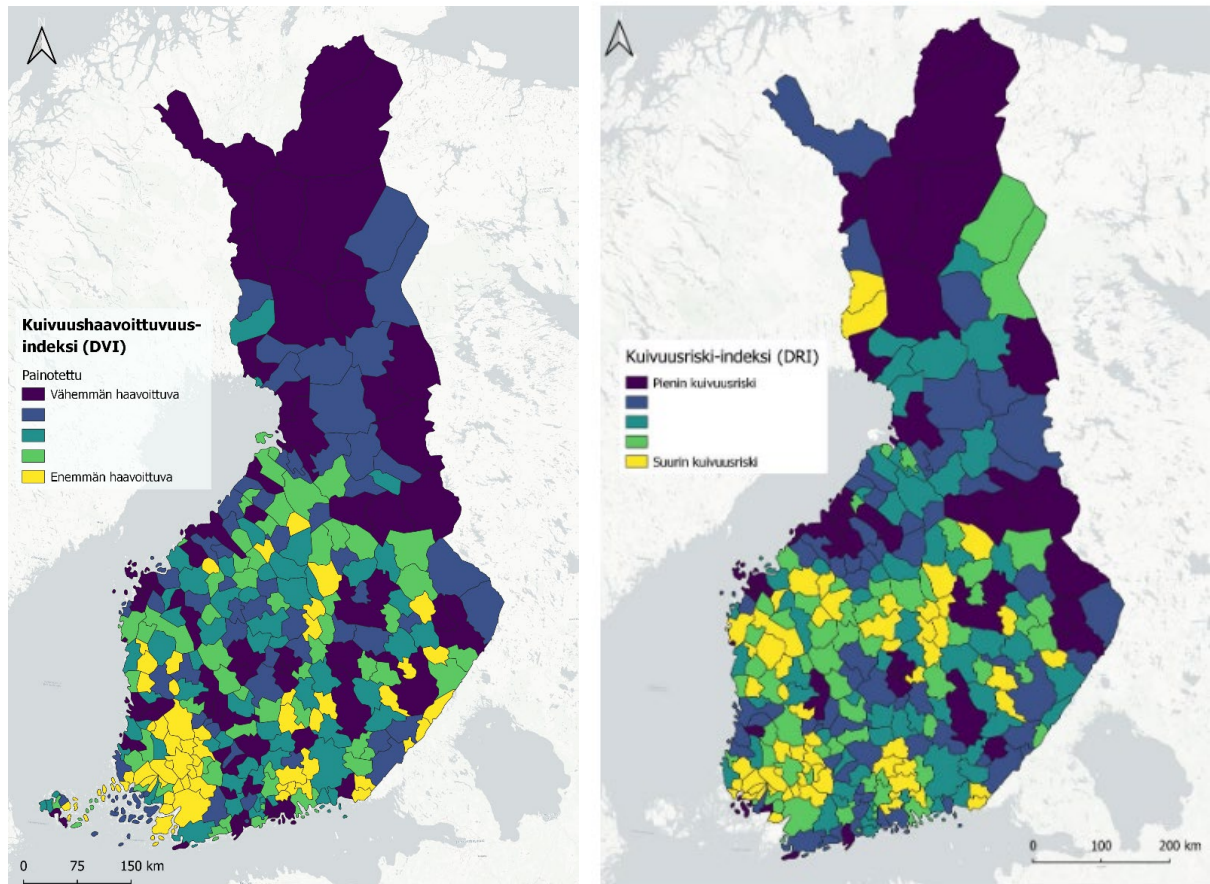 Kuivuushaavoittuvuus-
indeksi (DVI)
Painotettu
Vähemmän haavoittuva
Enemmän haavoittuva
0 75 150 km
Kuivuusriski-indeksi (DRI)
Pienin kuivuusriski
Suurin kuivuusriski
0 100 200 km